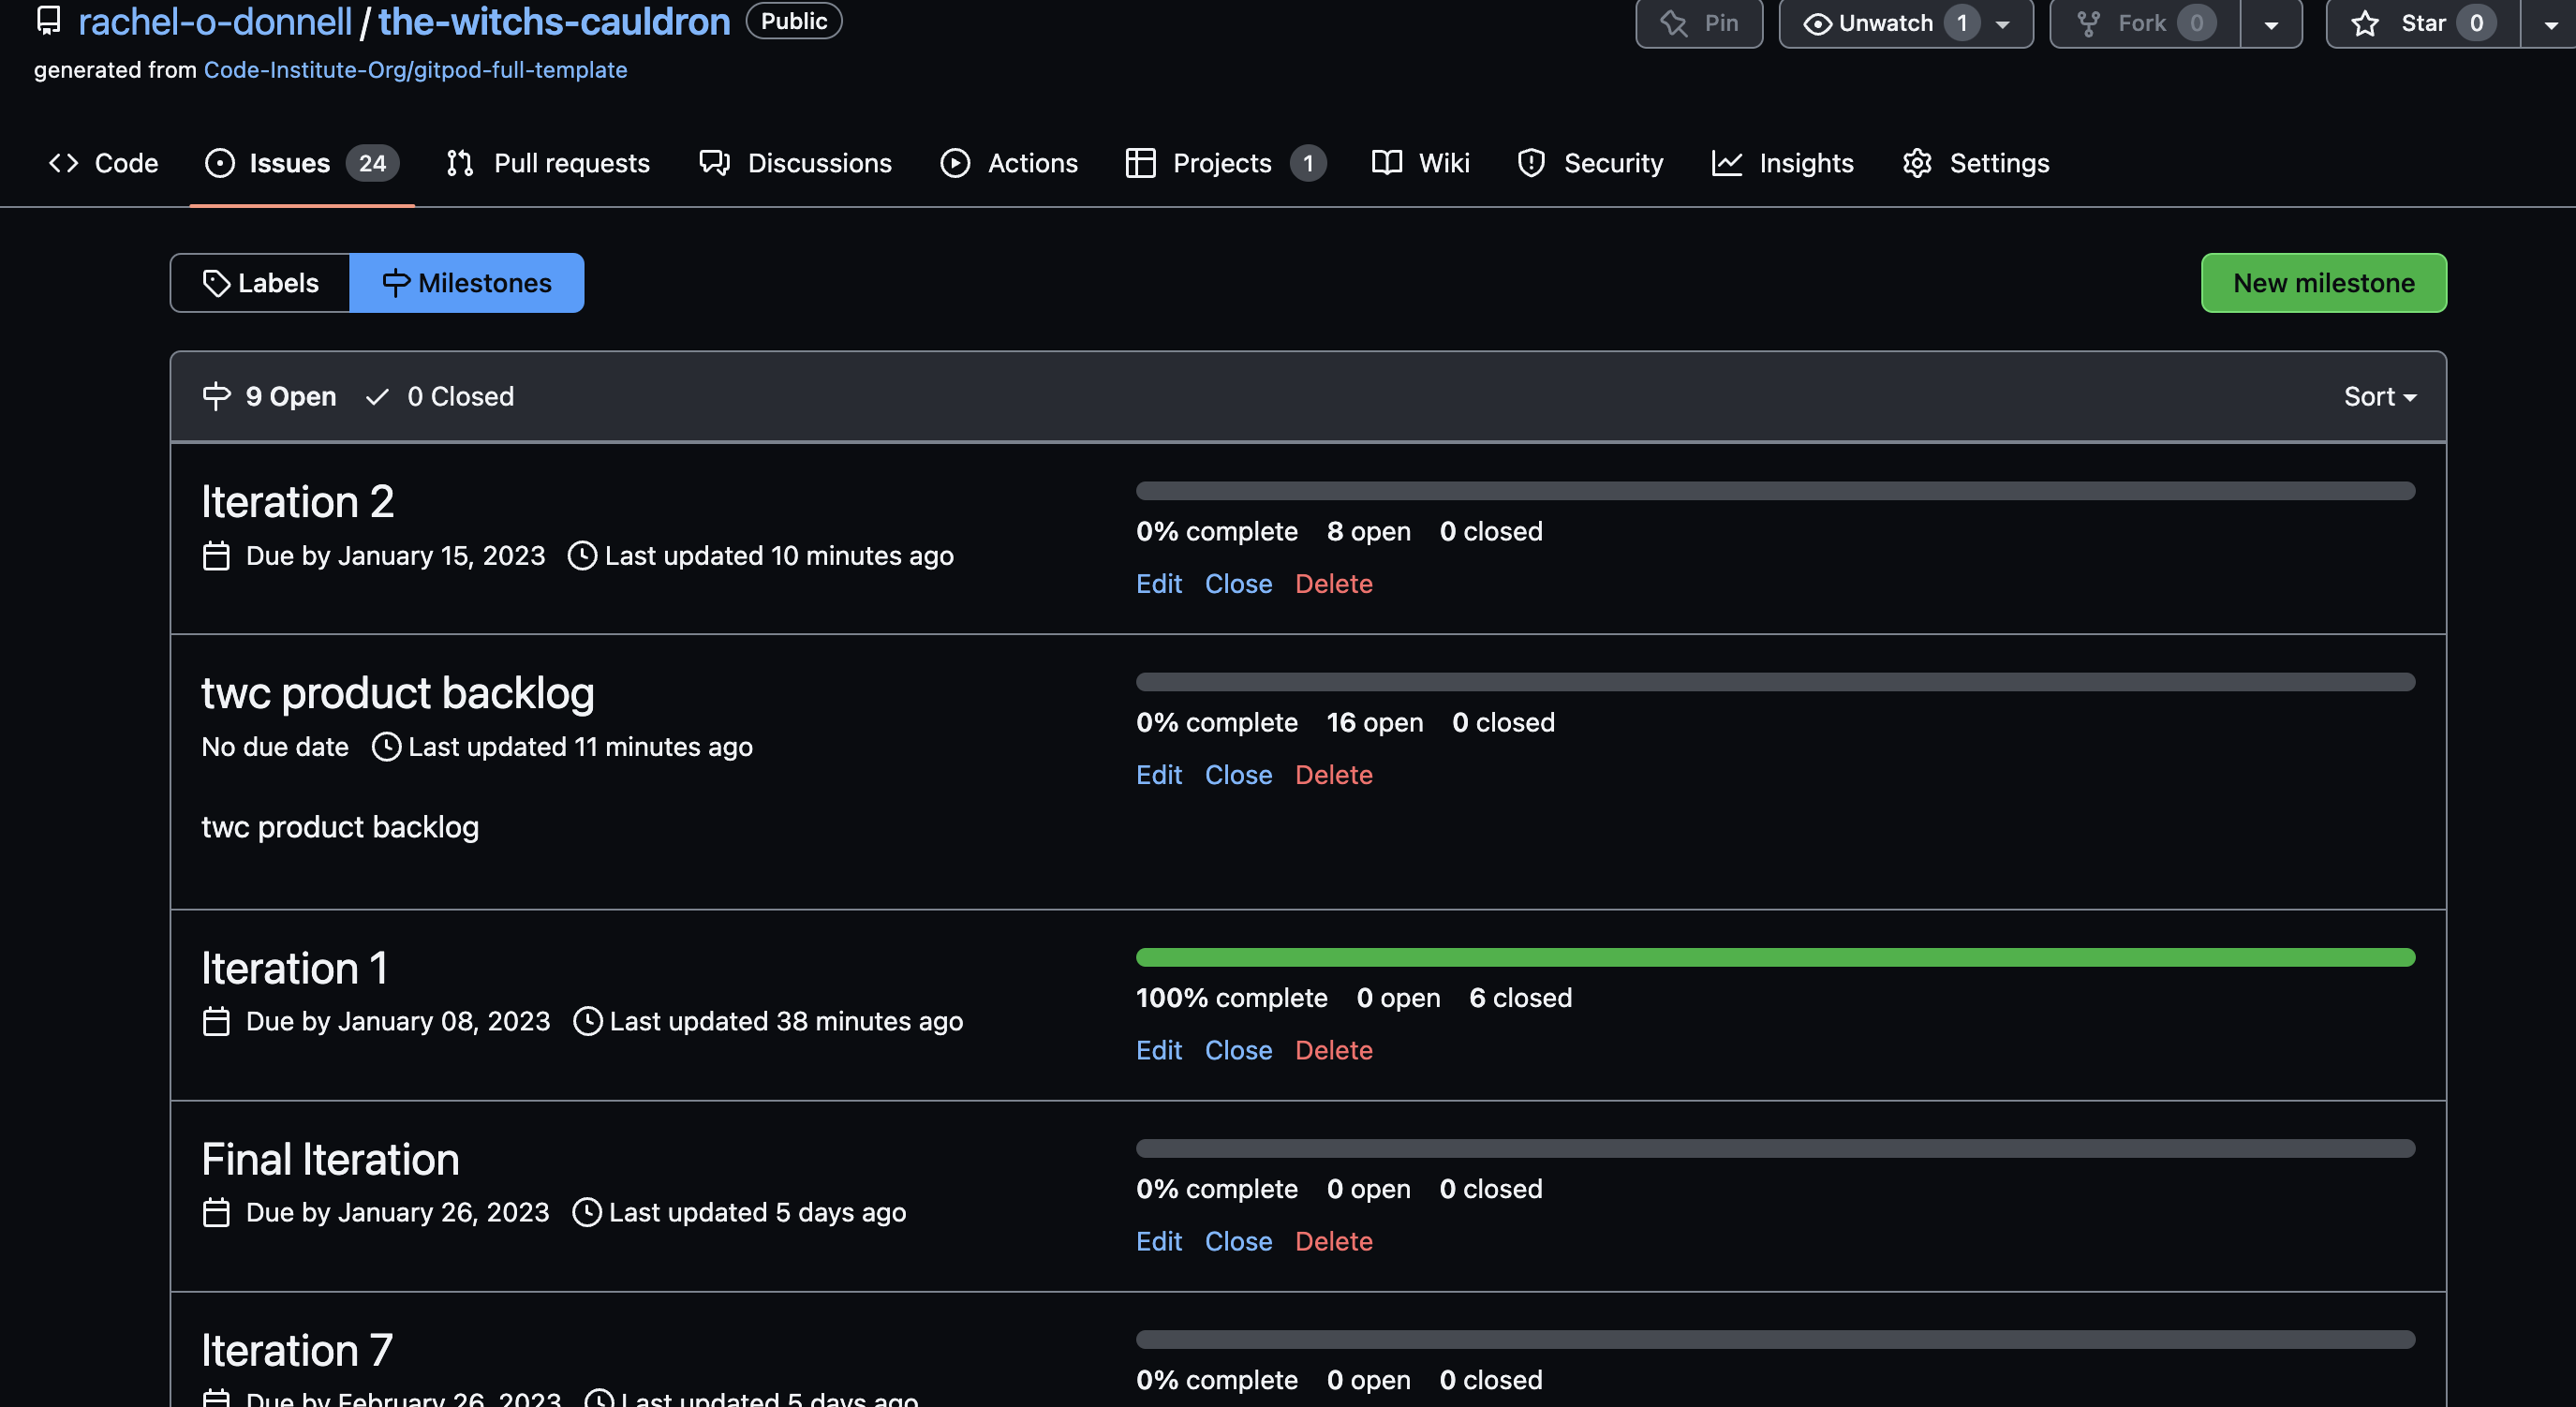 rachel-o-donnell / the-witchs-cauldron Public Pin Unwatch 1 Fork 0 Star 0
generated from Code-Institute-Org/gitpod-full-template
Code Issues 24 Pull requests Discussions Actions Projects 1 Wiki Security Insights Settings
Labels Milestones New milestone
9 Open 0 Closed Sort
Iteration 2
Due by January 15, 2023 Last updated 10 minutes ago
0% complete 8 open 0 closed
Edit Close Delete
twc product backlog
No due date Last updated 11 minutes ago
twc product backlog
0% complete 16 open 0 closed
Edit Close Delete
Iteration 1
Due by January 08, 2023 Last updated 38 minutes ago
100% complete 0 open 6 closed
Edit Close Delete
Final Iteration
Due by January 26, 2023 Last updated 5 days ago
0% complete 0 open 0 closed
Edit Close Delete
Iteration 7
Due by February 26, 2023 Last updated 5 days ago
0% complete 0 open 0 closed